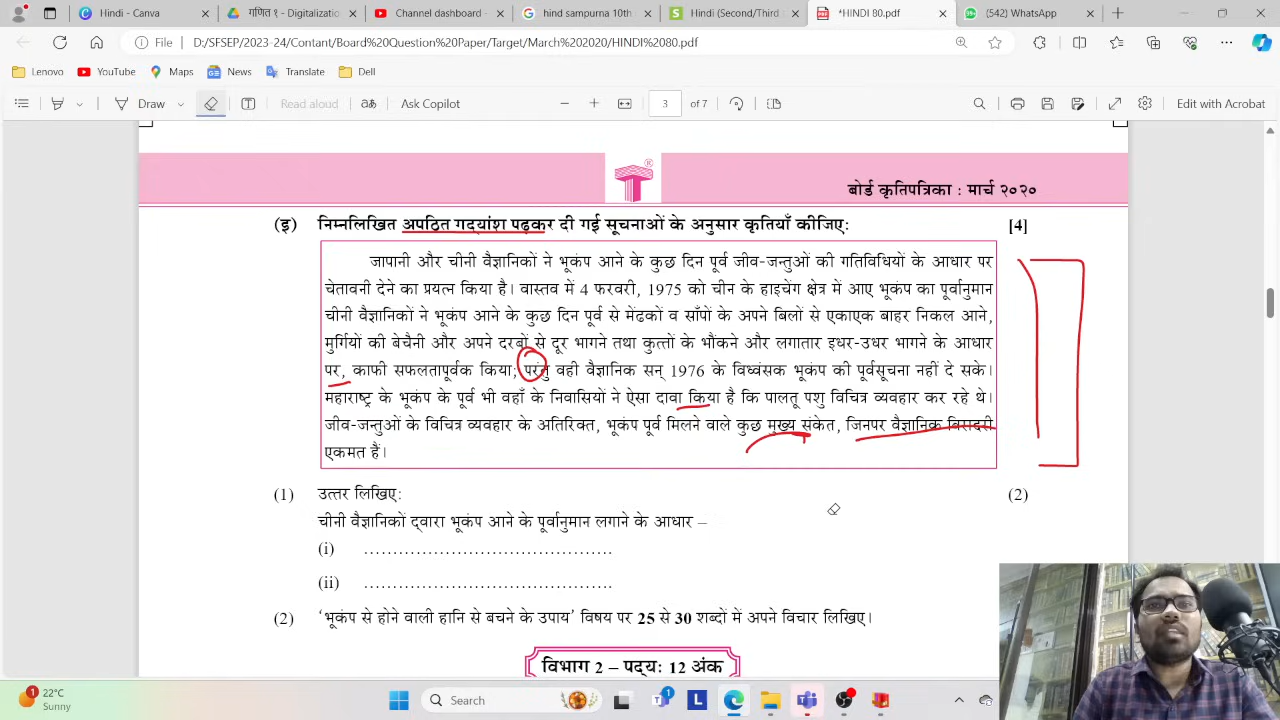 Hindi - Canva
गणित १ - Digitalizatio
Channel dashboard -
hind sampurna 10th
Hindi (Second/Third
*HINDI 80.pdf
(542) WhatsApp
File
D:/SFSEP/2023-24/Contant/Board%20Question%20Paper/Target/March%202020/HINDI%2080.pdf
Lenovo
YouTube
Maps
News
Translate
Dell
Draw
Read aloud
Ask Copilot
3
of 7
Edit with Acrobat
बोर्ड कृतिपत्रिका : मार्च २०२०
(इ) निम्नलिखित अपठित गद्यांश पढ़कर दी गई सूचनाओं के अनुसार कृतियाँ कीजिए: [4]
जापानी और चीनी वैज्ञानिकों ने भूकंप आने के कुछ दिन पूर्व जीव-जन्तुओं की गतिविधियों के आधार पर
चेतावनी देने का प्रयत्न किया है। वास्तव में 4 फरवरी, 1975 को चीन के हाइचेंग क्षेत्र में आए भूकंप का पूर्वानुमान
चीनी वैज्ञानिकों ने भूकंप आने के कुछ दिन पूर्व से मेंढकों व साँपों के अपने बिलों से एकाएक बाहर निकल आने,
मुर्गियों की बेचैनी और अपने दरबों से दूर भागने तथा कुत्तों के भौंकने और लगातार इधर-उधर भागने के आधार
पर, काफी सफलतापूर्वक किया; परंतु वही वैज्ञानिक सन् 1976 के विध्वंसक भूकंप की पूर्वसूचना नहीं दे सके।
महाराष्ट्र के भूकंप के पूर्व भी वहाँ के निवासियों ने ऐसा दावा किया है कि पालतू पशु विचित्र व्यवहार कर रहे थे।
जीव-जन्तुओं के विचित्र व्यवहार के अतिरिक्त, भूकंप पूर्व मिलने वाले कुछ मुख्य संकेत, जिनपर वैज्ञानिक बिरादरी
एकमत हैं।
(1) उत्तर लिखिए: (2)
चीनी वैज्ञानिकों द्वारा भूकंप आने के पूर्वानुमान लगाने के आधार –
(i) ...........................................
(ii) ...........................................
(2) ‘भूकंप से होने वाली हानि से बचने के उपाय’ विषय पर 25 से 30 शब्दों में अपने विचार लिखिए।
विभाग 2 – पद्य: 12 अंक
22°C
Sunny
Search